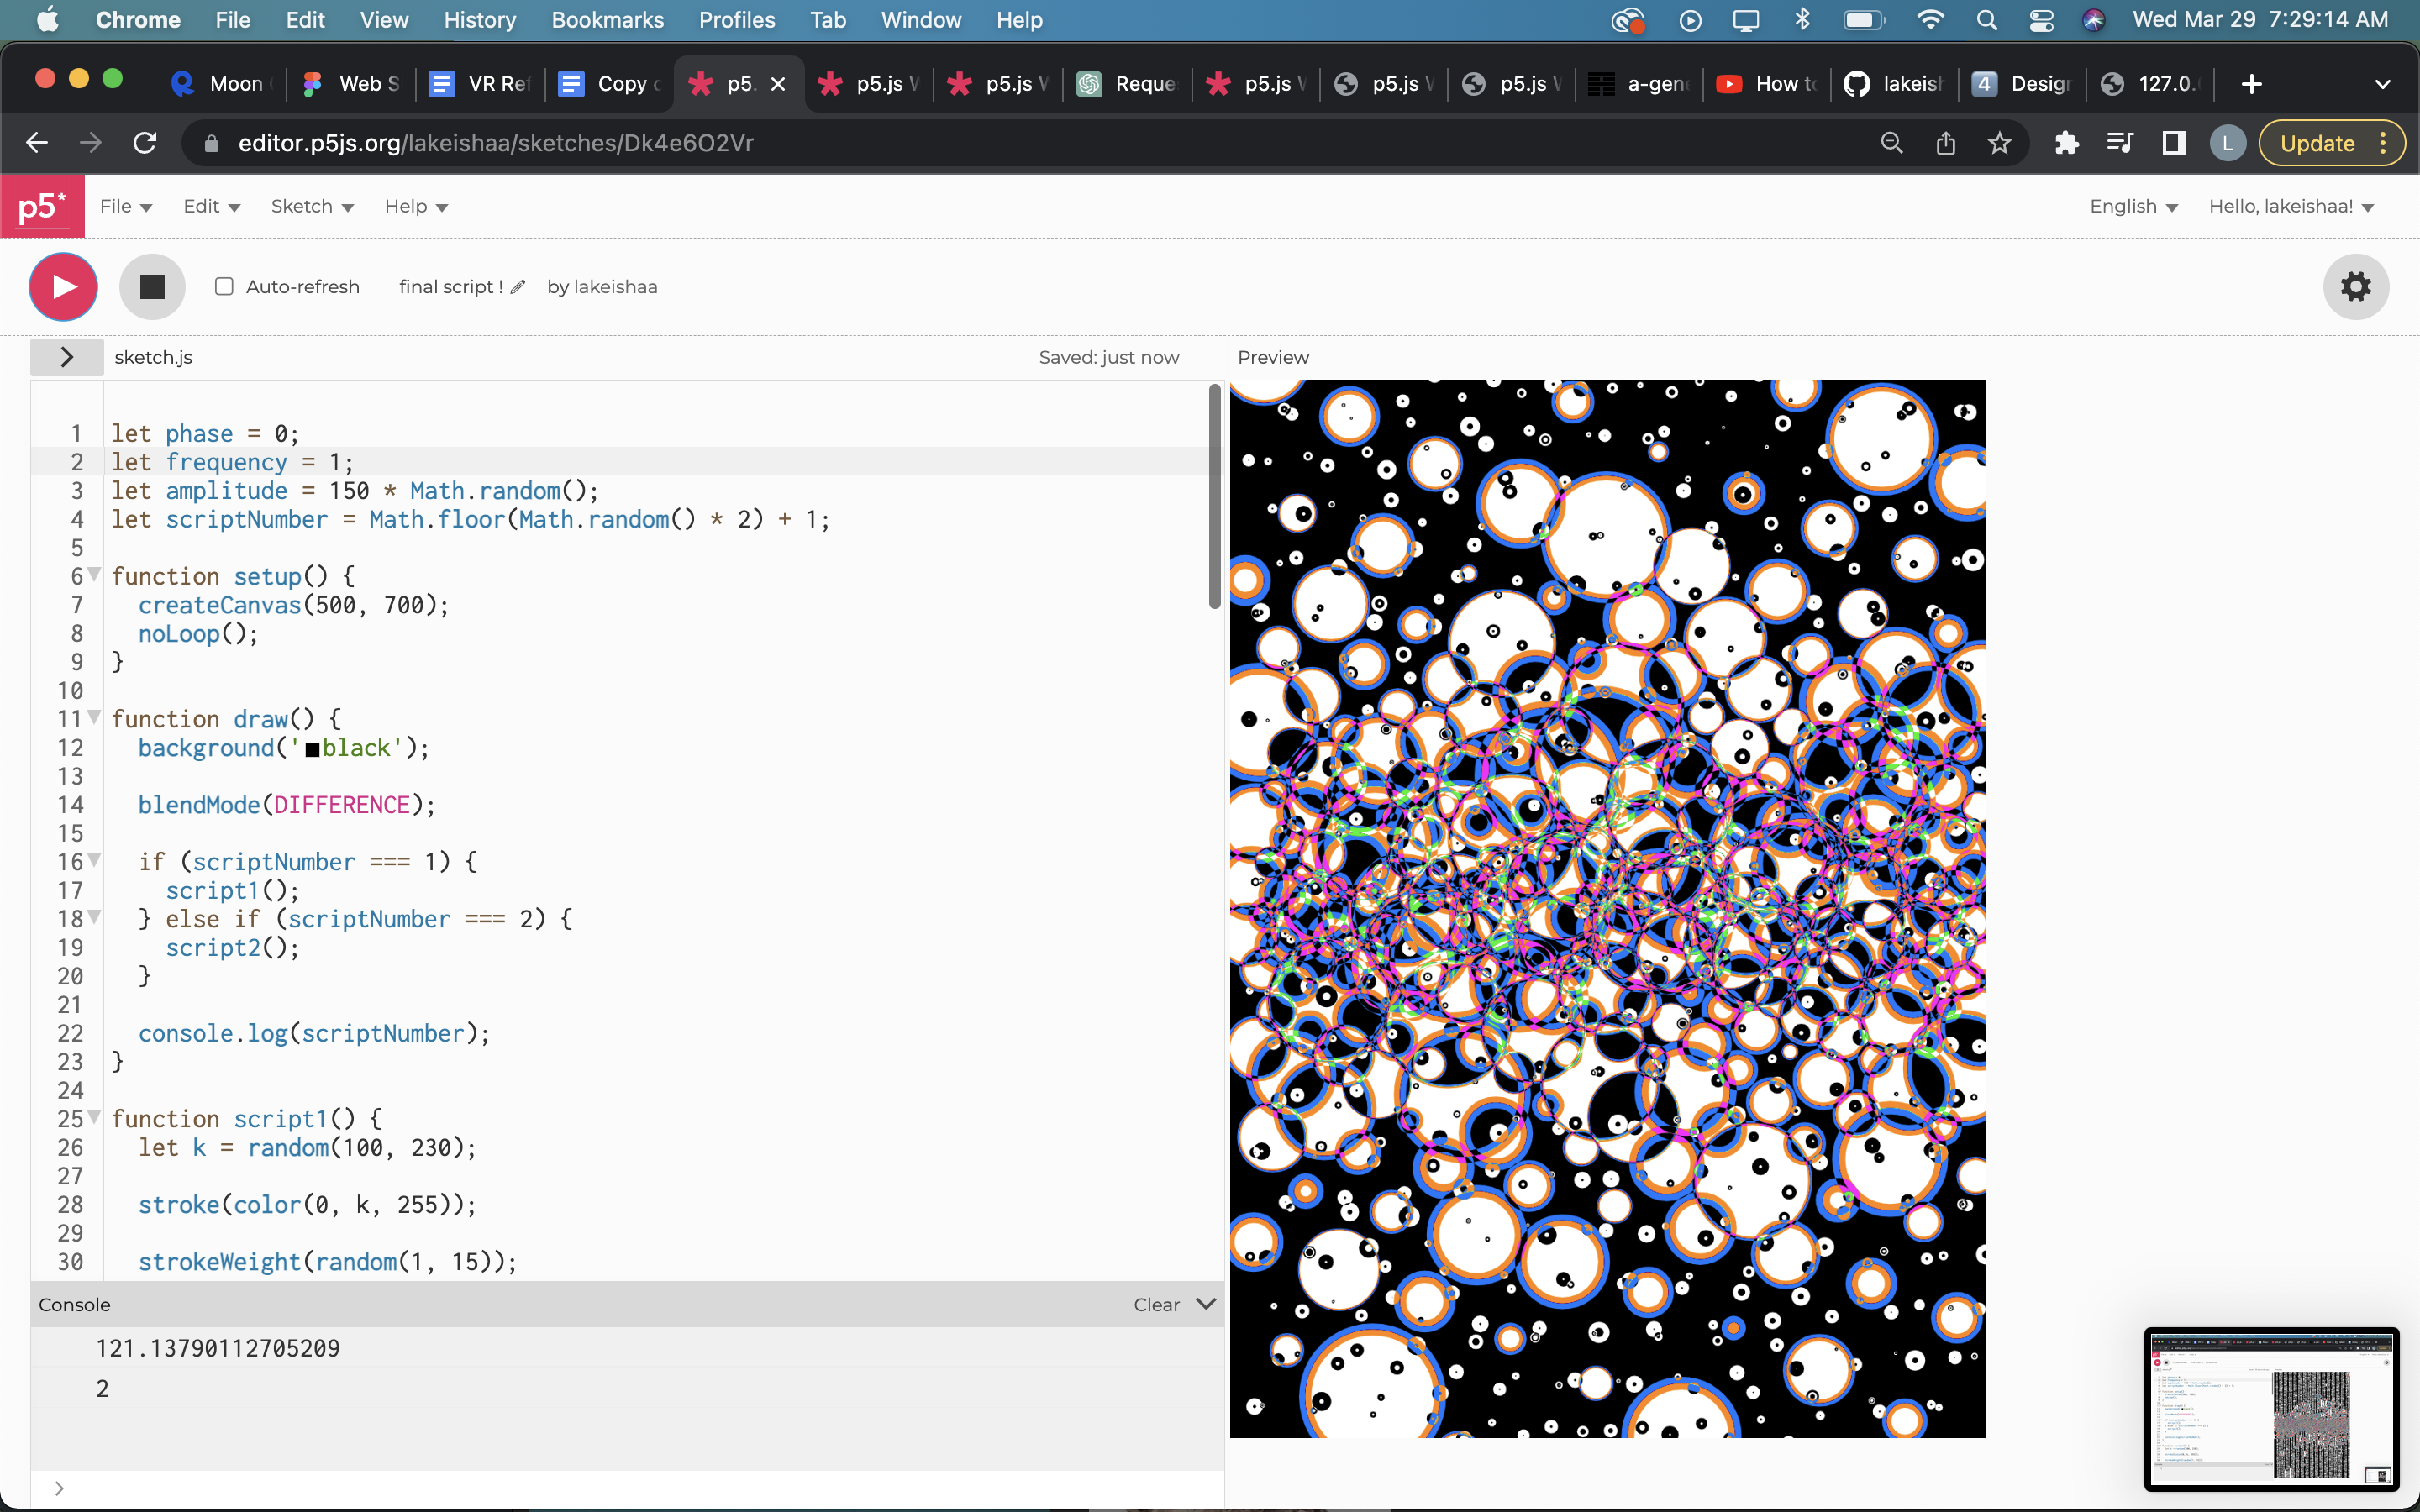 Chrome File Edit View History Bookmarks Profiles Tab Window Help Wed Mar 29 7:29:14 AM
Moon Web S VR Ref Copy p5. p5.js p5.js Reque p5.js p5.js p5.js a-gen How to lakeish 4 Design 127.0.
editor.p5js.org/lakeishaa/sketches/Dk4e6O2Vr L Update
p5* File Edit Sketch Help English Hello, lakeishaa!
Auto-refresh final script ! by lakeishaa
sketch.js Saved: just now Preview
1 let phase = 0;
2 let frequency = 1;
3 let amplitude = 150 * Math.random();
4 let scriptNumber = Math.floor(Math.random() * 2) + 1;
5
6 function setup() {
7 createCanvas(500, 700);
8 noLoop();
9 }
10
11 function draw() {
12 background('black');
13
14 blendMode(DIFFERENCE);
15
16 if (scriptNumber === 1) {
17 script1();
18 } else if (scriptNumber === 2) {
19 script2();
20 }
21
22 console.log(scriptNumber);
23 }
24
25 function script1() {
26 let k = random(100, 230);
27
28 stroke(color(0, k, 255));
29
30 strokeWeight(random(1, 15));
Console Clear
121.13790112705209
2
>